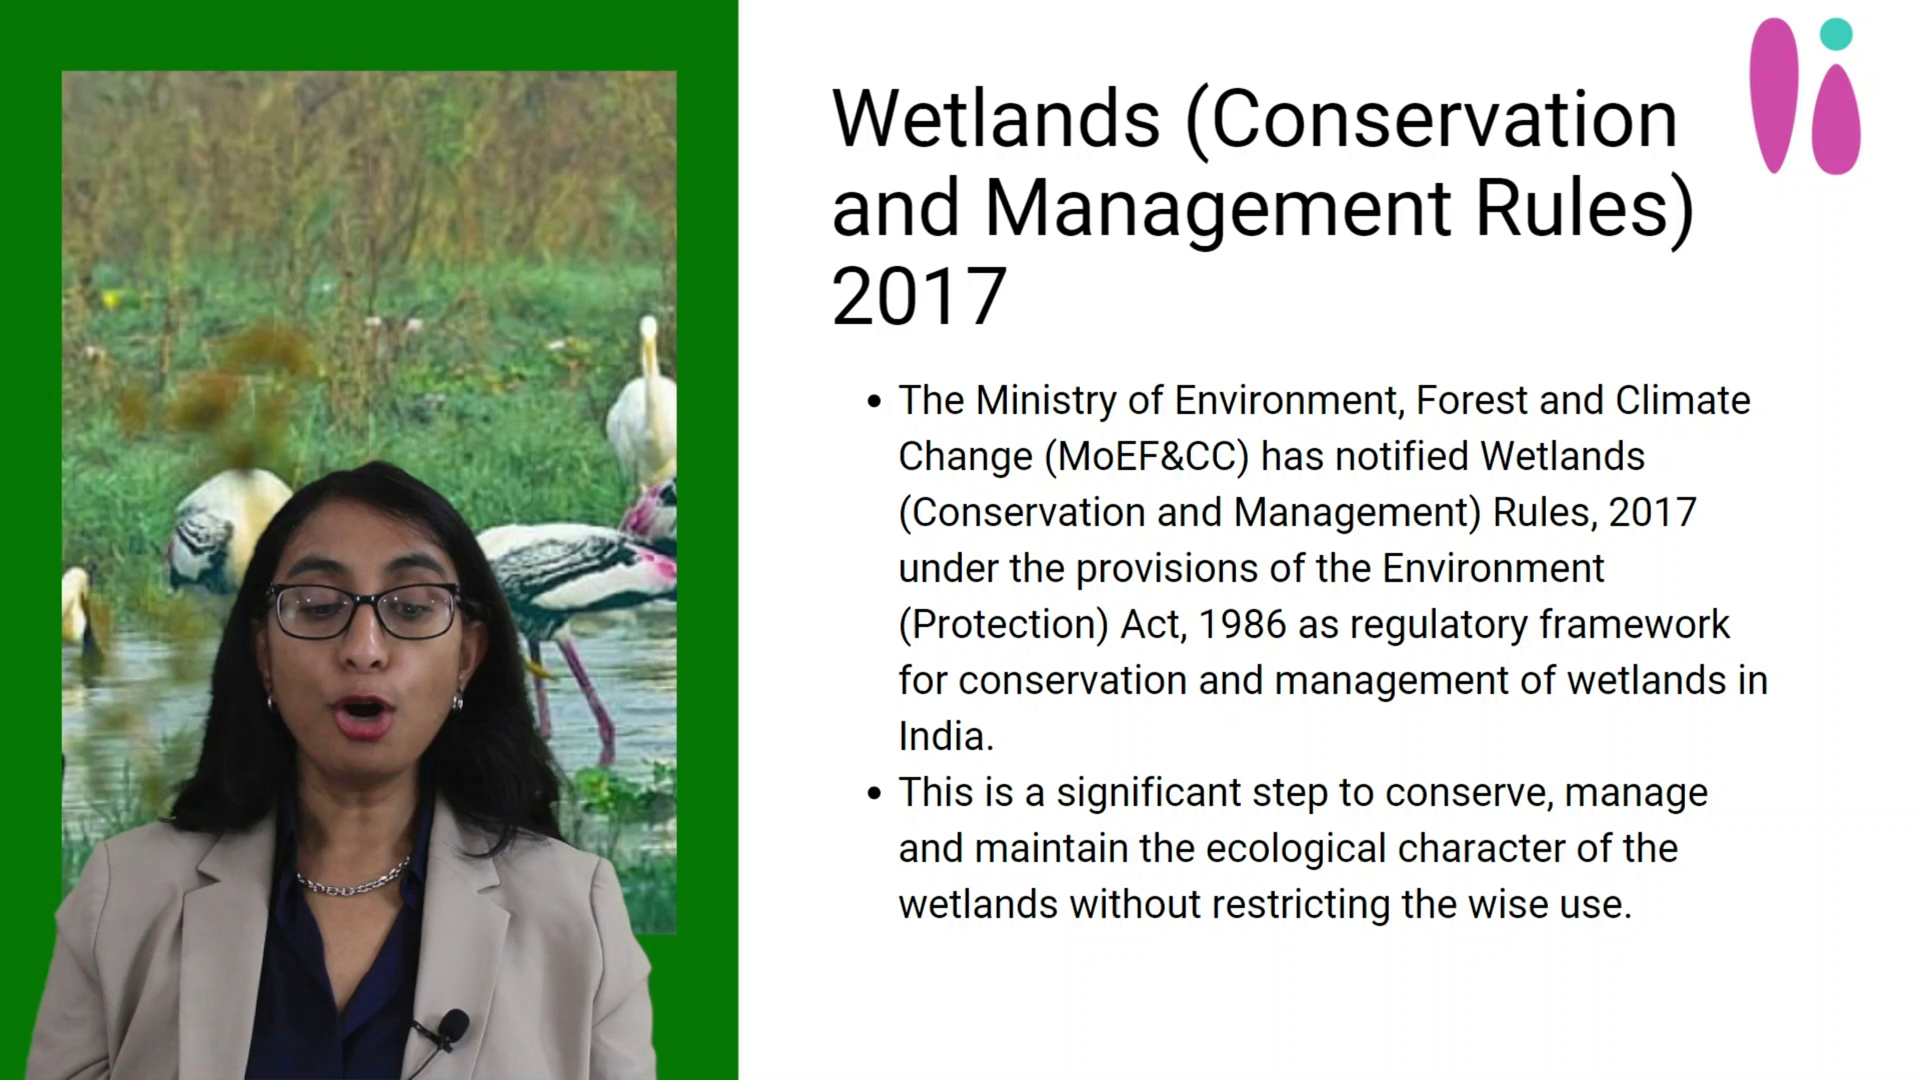 Wetlands (Conservation
and Management Rules)
2017
• The Ministry of Environment, Forest and Climate
Change (MoEF&CC) has notified Wetlands
(Conservation and Management) Rules, 2017
under the provisions of the Environment
(Protection) Act, 1986 as regulatory framework
for conservation and management of wetlands in
India.
• This is a significant step to conserve, manage
and maintain the ecological character of the
wetlands without restricting the wise use.